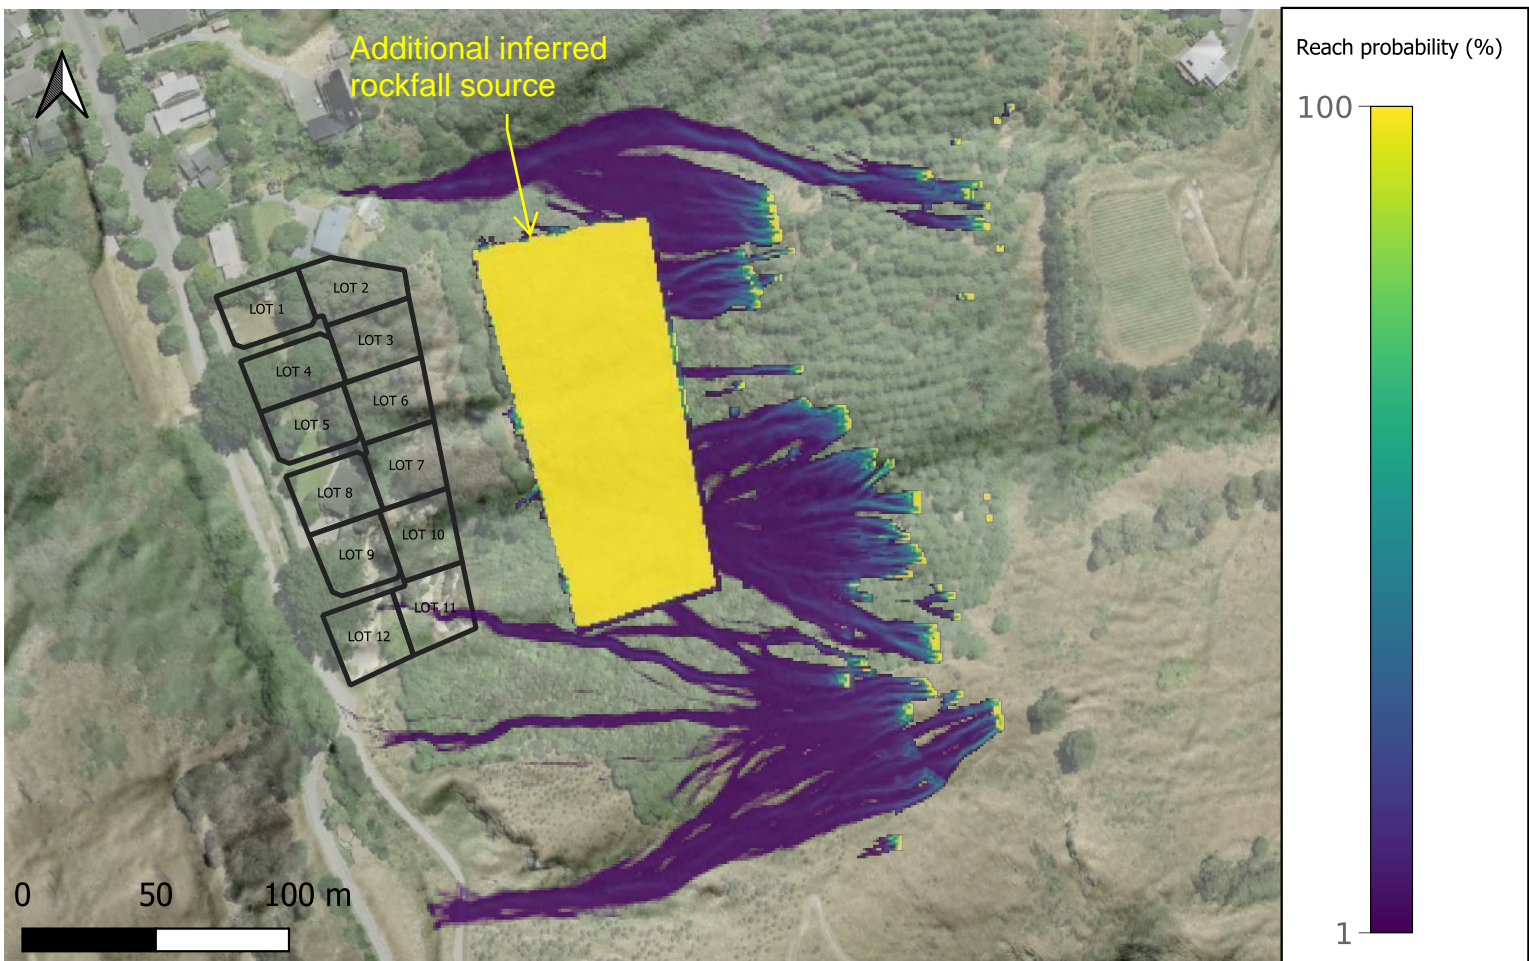 Additional inferred
rockfall source
LOT 1
LOT 2
LOT 3
LOT 4
LOT 5
LOT 6
LOT 7
LOT 8
LOT 9
LOT 10
LOT 11
LOT 12
0 50 100 m
Reach probability (%)
100
1